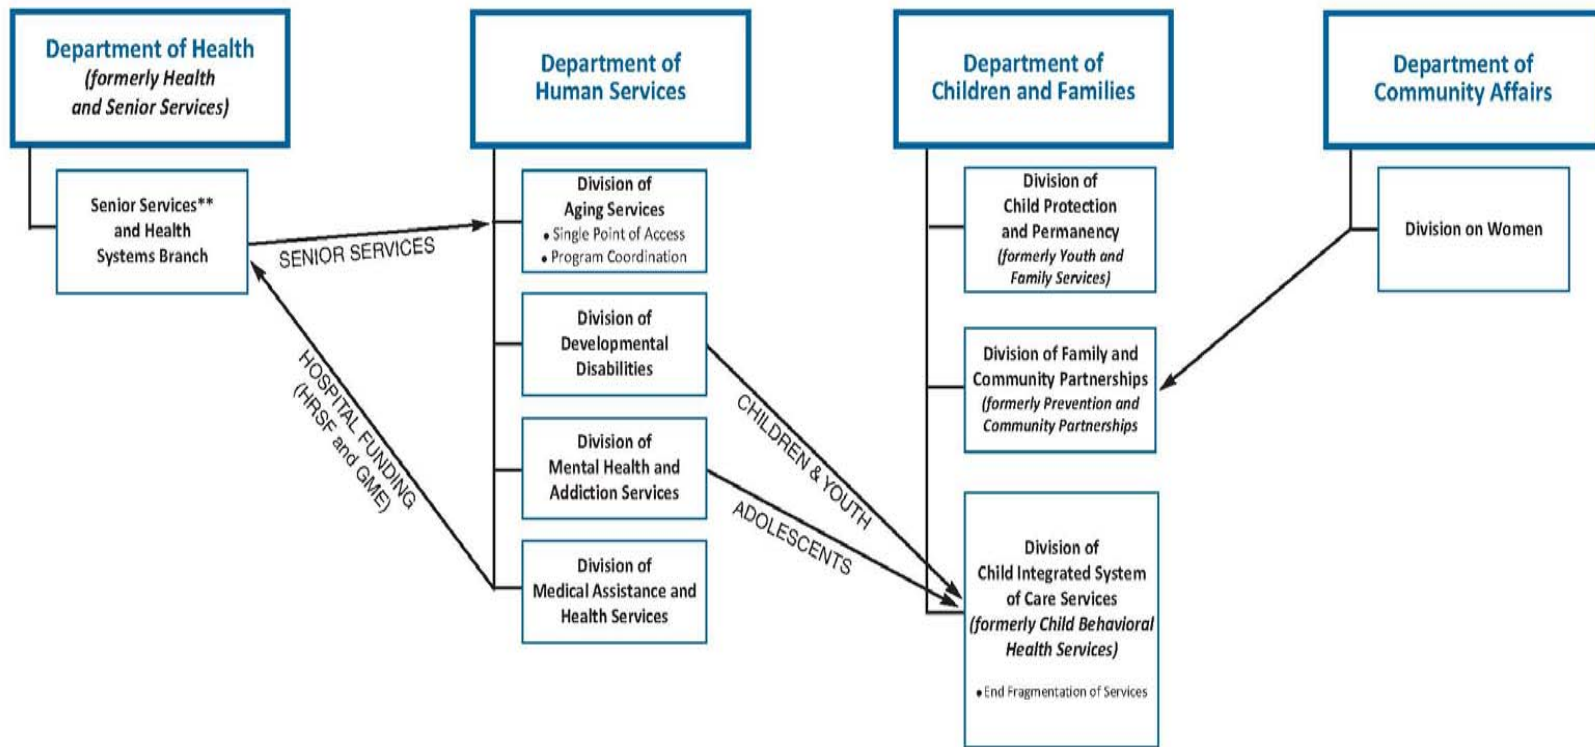 Department of Health
(formerly Health
and Senior Services)
Senior Services**
and Health
Systems Branch
SENIOR SERVICES
HOSPITAL FUNDING
(HRSF and GME)
Department of
Human Services
Division of
Aging Services
• Single Point of Access
• Program Coordination
Division of
Developmental
Disabilities
Division of
Mental Health and
Addiction Services
Division of
Medical Assistance and
Health Services
CHILDREN & YOUTH
ADOLESCENTS
Department of
Children and Families
Division of
Child Protection
and Permanency
(formerly Youth and
Family Services)
Division of Family and
Community Partnerships
(formerly Prevention and
Community Partnerships
Division of
Child Integrated System
of Care Services
(formerly Child Behavioral
Health Services)
• End Fragmentation of Services
Department of
Community Affairs
Division on Women